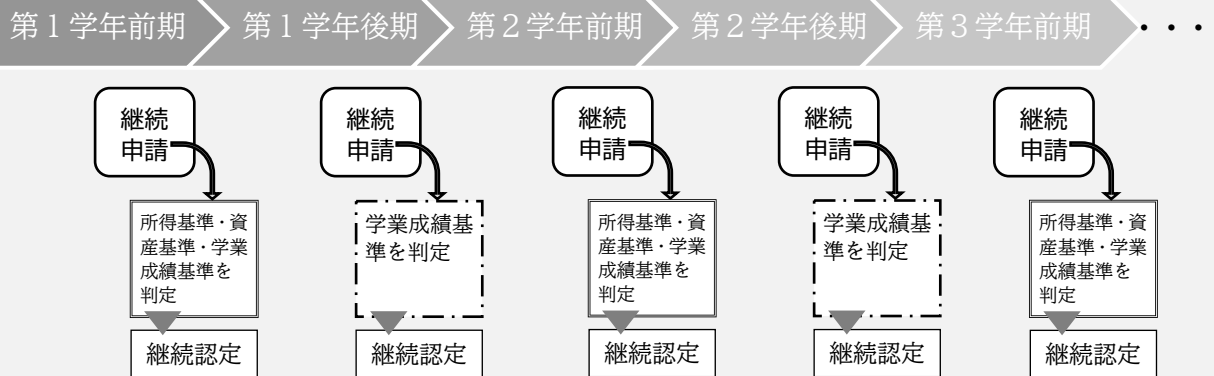 第1学年前期
第1学年後期
第2学年前期
第2学年後期
第3学年前期
・・・
継続
申請
継続
申請
継続
申請
継続
申請
継続
申請
所得基準・資
産基準・学業
成績基準を
判定
学業成績基
準を判定
所得基準・資
産基準・学業
成績基準を
判定
学業成績基
準を判定
所得基準・資
産基準・学業
成績基準を
判定
継続認定
継続認定
継続認定
継続認定
継続認定